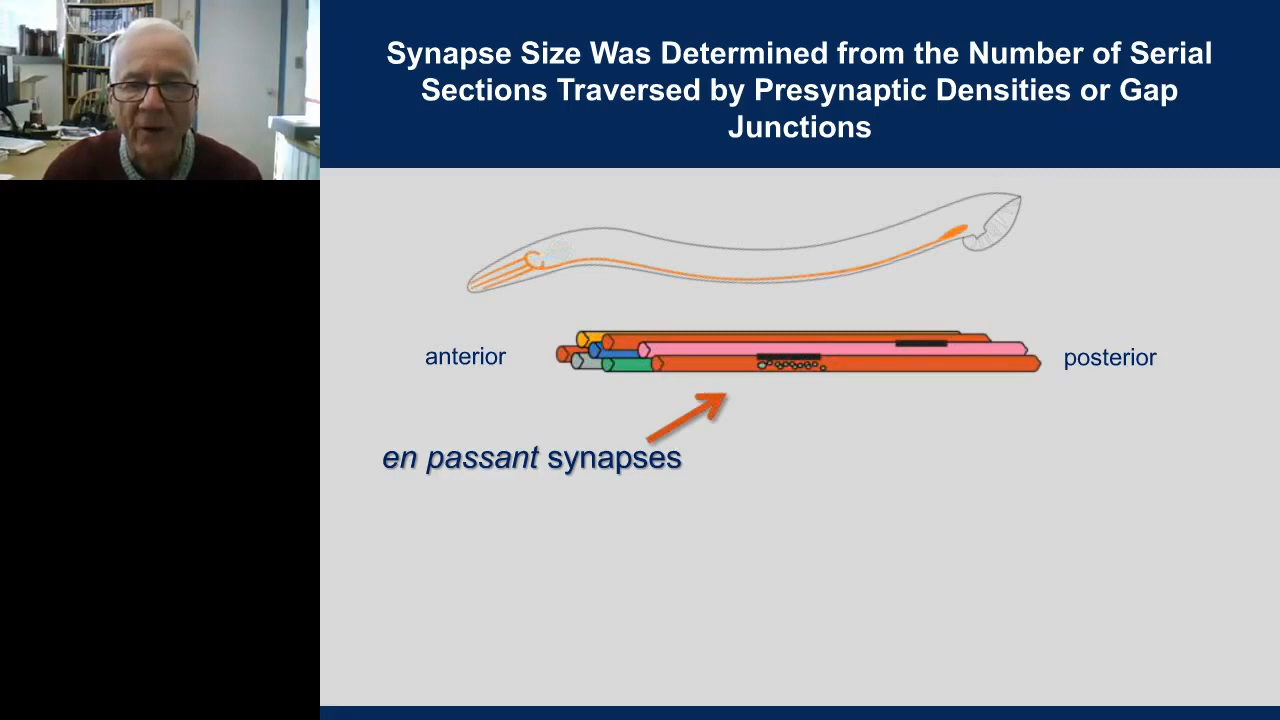 Synapse Size Was Determined from the Number of Serial
Sections Traversed by Presynaptic Densities or Gap
Junctions
anterior
posterior
en passant synapses